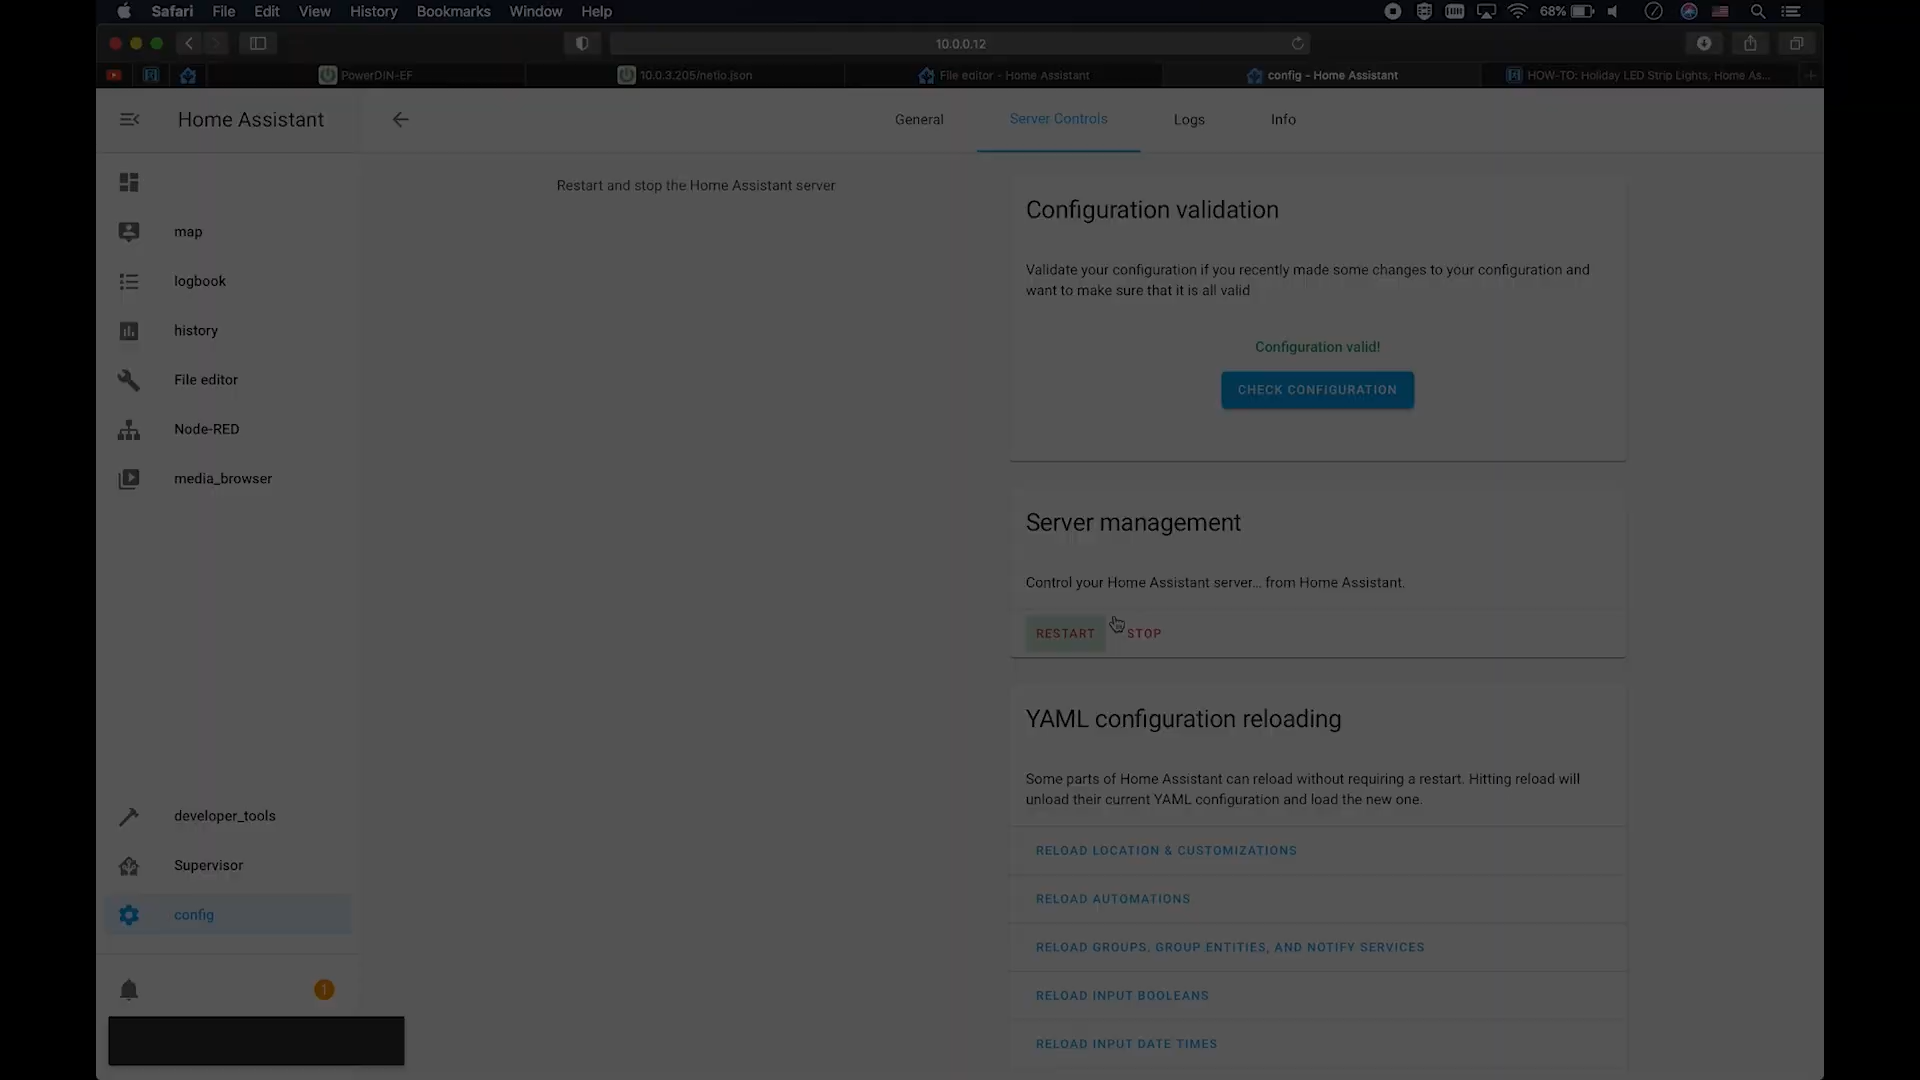 Safari File Edit View History Bookmarks Window Help 68%
10.0.0.12
PowerDIN-EF 10.0.3.205/netio.json File editor - Home Assistant config - Home Assistant HOW-TO: Holiday LED Strip Lights, Home As...
Home Assistant
General Server Controls Logs Info
map
logbook
history
File editor
Node-RED
media_browser
developer_tools
Supervisor
config
1
Restart and stop the Home Assistant server
Configuration validation
Validate your configuration if you recently made some changes to your configuration and
want to make sure that it is all valid
Configuration valid!
CHECK CONFIGURATION
Server management
Control your Home Assistant server... from Home Assistant.
RESTART STOP
YAML configuration reloading
Some parts of Home Assistant can reload without requiring a restart. Hitting reload will
unload their current YAML configuration and load the new one.
RELOAD LOCATION & CUSTOMIZATIONS
RELOAD AUTOMATIONS
RELOAD GROUPS, GROUP ENTITIES, AND NOTIFY SERVICES
RELOAD INPUT BOOLEANS
RELOAD INPUT DATE TIMES